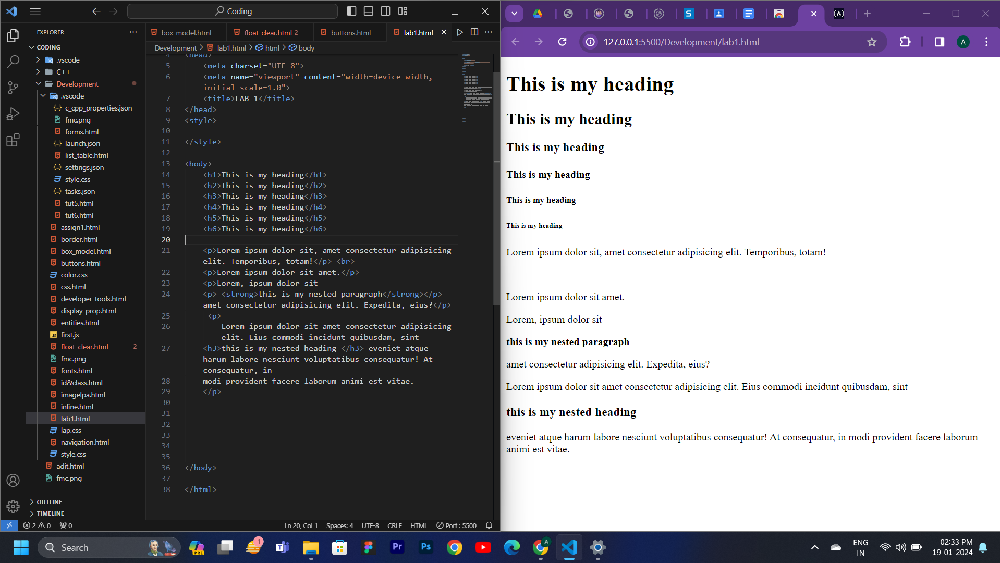 Coding
EXPLORER
CODING
.vscode
C++
Development
.vscode
{..} c_cpp_properties.json
fmc.png
forms.html
{..} launch.json
list_table.html
{..} settings.json
style.css
{..} tasks.json
tut5.html
tut6.html
assign1.html
border.html
box_model.html
buttons.html
color.css
css.html
developer_tools.html
display_prop.html
entities.html
JS first.js
float_clear.html 2
fmc.png
fonts.html
id&class.html
imagelpa.html
inline.html
lab1.html
lap.css
navigation.html
style.css
adit.html
fmc.png
OUTLINE
TIMELINE
box_model.html
float_clear.html 2
buttons.html
lab1.html
Development > lab1.html > html > body
4 <head>
5 <meta charset="UTF-8">
6 <meta name="viewport" content="width=device-width,
initial-scale=1.0">
7 <title>LAB 1</title>
8 </head>
9 <style>
10
11 </style>
12
13 <body>
14 <h1>This is my heading</h1>
15 <h2>This is my heading</h2>
16 <h3>This is my heading</h3>
17 <h4>This is my heading</h4>
18 <h5>This is my heading</h5>
19 <h6>This is my heading</h6>
20
21 <p>Lorem ipsum dolor sit, amet consectetur adipisicing
elit. Temporibus, totam!</p> <br>
22 <p>Lorem ipsum dolor sit amet.</p>
23 <p>Lorem, ipsum dolor sit
24 <p> <strong>this is my nested paragraph</strong></p>
amet consectetur adipisicing elit. Expedita, eius?</p>
25 <p>
26 Lorem ipsum dolor sit amet consectetur adipisicing
elit. Eius commodi incidunt quibusdam, sint
27 <h3>this is my nested heading </h3> eveniet atque
harum labore nesciunt voluptatibus consequatur! At
consequatur, in
28 modi provident facere laborum animi est vitae.
29 </p>
30
31
32
33
34
35
36 </body>
37
38 </html>
2 0 0
Ln 20, Col 1 Spaces: 4 UTF-8 CRLF HTML Port : 5500
S (A)
127.0.0.1:5500/Development/lab1.html A
This is my heading
This is my heading
This is my heading
This is my heading
This is my heading
This is my heading
Lorem ipsum dolor sit, amet consectetur adipisicing elit. Temporibus, totam!
Lorem ipsum dolor sit amet.
Lorem, ipsum dolor sit
this is my nested paragraph
amet consectetur adipisicing elit. Expedita, eius?
Lorem ipsum dolor sit amet consectetur adipisicing elit. Eius commodi incidunt quibusdam, sint
this is my nested heading
eveniet atque harum labore nesciunt voluptatibus consequatur! At consequatur, in modi provident facere laborum
animi est vitae.
Search PRE 1 Pr Ps A
ENG
IN
02:33 PM
19-01-2024